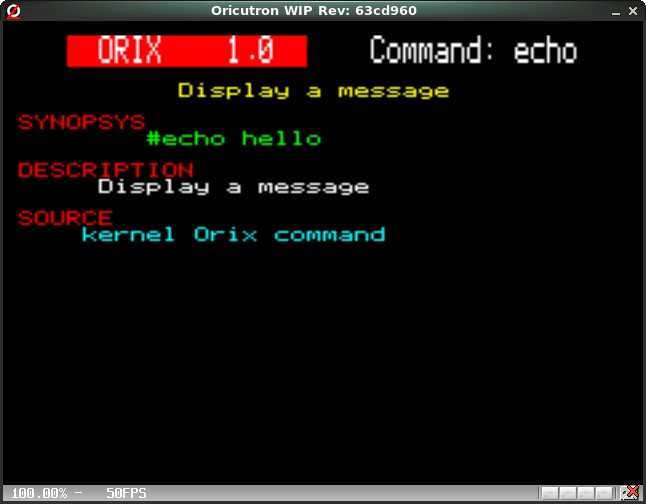 Oricutron WIP Rev: 63cd960
ORIX 1.0 Command: echo
Display a message
SYNOPSYS
#echo hello
DESCRIPTION
Display a message
SOURCE
kernel Orix command
100.00% - 50FPS